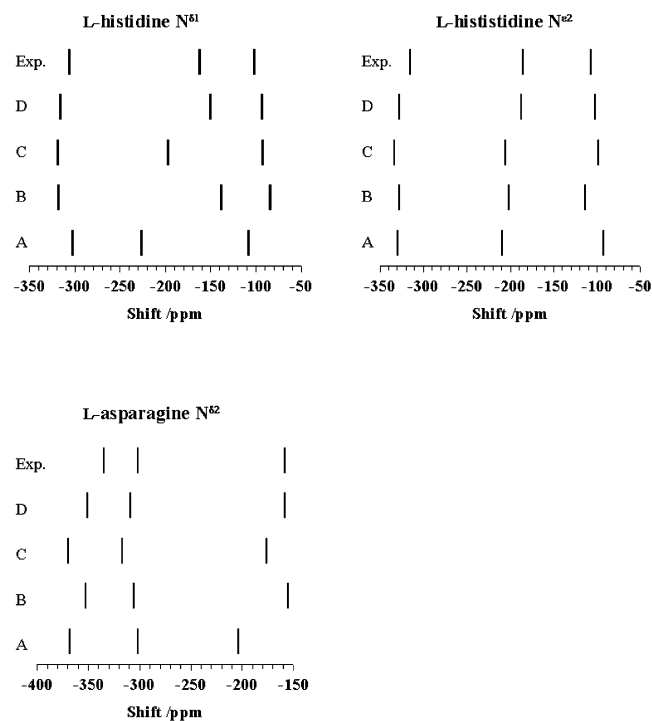 L-histidine Nδ1
Exp.
D
C
B
A
-350 -300 -250 -200 -150 -100 -50
Shift /ppm
L-hististidine Nε2
Exp.
D
C
B
A
-350 -300 -250 -200 -150 -100 -50
Shift /ppm
L-asparagine Nδ2
Exp.
D
C
B
A
-400 -350 -300 -250 -200 -150
Shift /ppm